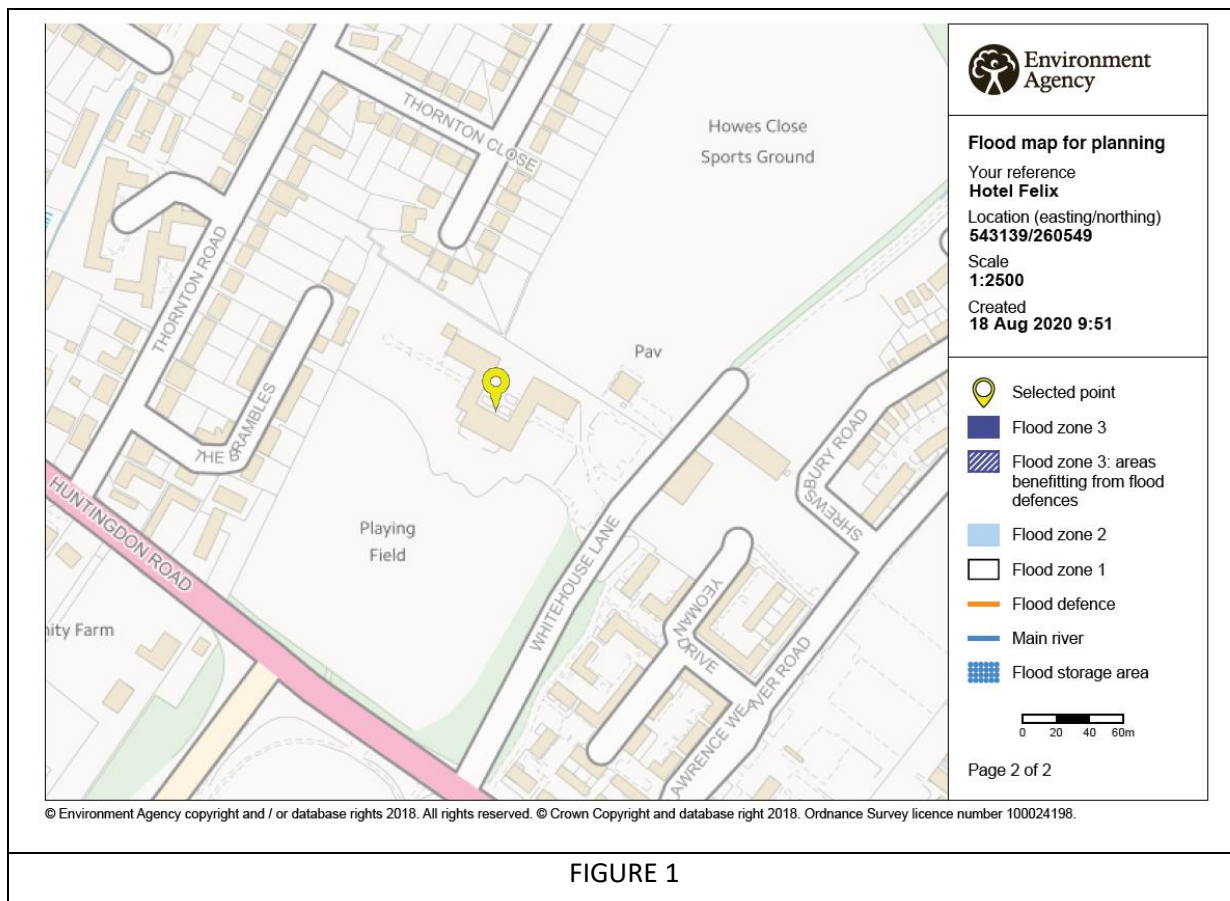 THORNTON CLOSE
Howes Close
Sports Ground
THORNTON ROAD
THE BRAMBLES
Pav
SHREWSBURY ROAD
HUNTINGDON ROAD
Playing
Field
WHITEHOUSE LANE
YEOMAN DRIVE
nity Farm
AWRENCE WEAVER ROAD
Environment
Agency
Flood map for planning
Your reference
Hotel Felix
Location (easting/northing)
543139/260549
Scale
1:2500
Created
18 Aug 2020 9:51
Selected point
Flood zone 3
Flood zone 3: areas
benefitting from flood
defences
Flood zone 2
Flood zone 1
Flood defence
Main river
Flood storage area
0 20 40 60m
Page 2 of 2
© Environment Agency copyright and / or database rights 2018. All rights reserved. © Crown Copyright and database right 2018. Ordnance Survey licence number 100024198.
FIGURE 1